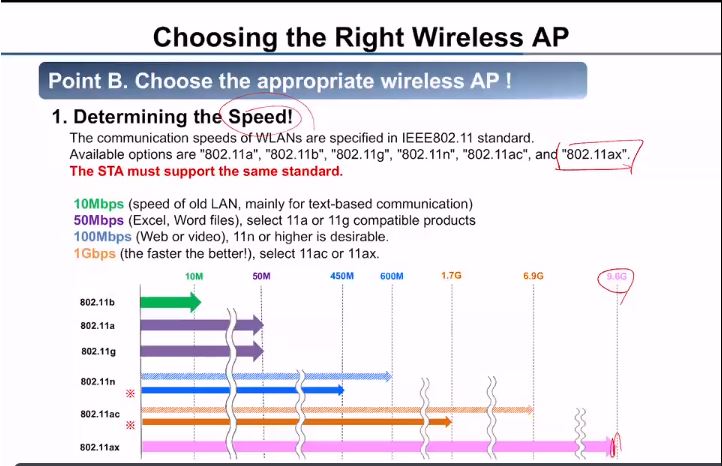 Choosing the Right Wireless AP
Point B. Choose the appropriate wireless AP !
1. Determining the Speed!
The communication speeds of WLANs are specified in IEEE802.11 standard.
Available options are "802.11a", "802.11b", "802.11g", "802.11n", "802.11ac", and "802.11ax".
The STA must support the same standard.
10Mbps (speed of old LAN, mainly for text-based communication)
50Mbps (Excel, Word files), select 11a or 11g compatible products
100Mbps (Web or video), 11n or higher is desirable.
1Gbps (the faster the better!), select 11ac or 11ax.
10M 50M 450M 600M 1.7G 6.9G 9.6G
802.11b
802.11a
802.11g
802.11n
※
802.11ac
※
802.11ax